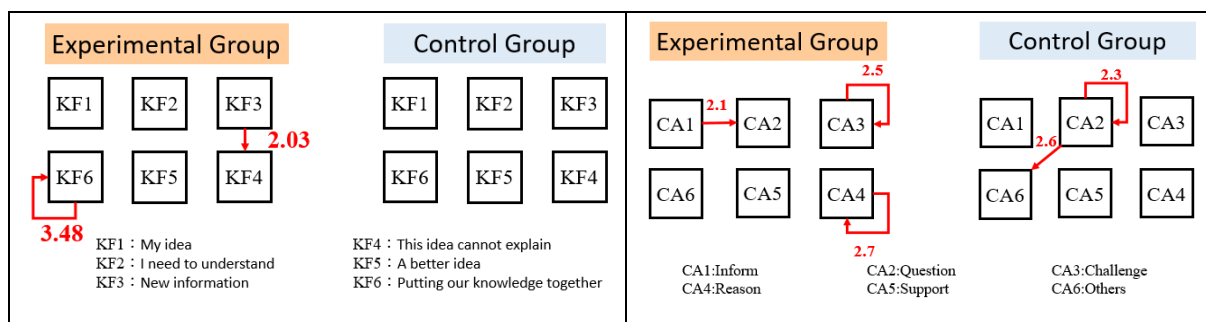 Experimental Group
Control Group
KF1
KF2
KF3
KF1
KF2
KF3
2.03
KF6
KF5
KF4
KF6
KF5
KF4
3.48
KF1：My idea
KF2：I need to understand
KF3：New information
KF4：This idea cannot explain
KF5：A better idea
KF6：Putting our knowledge together
Experimental Group
Control Group
2.5
2.3
2.1
CA1
CA2
CA3
CA1
CA2
CA3
2.6
CA6
CA5
CA4
CA6
CA5
CA4
2.7
CA1:Inform
CA2:Question
CA3:Challenge
CA4:Reason
CA5:Support
CA6:Others